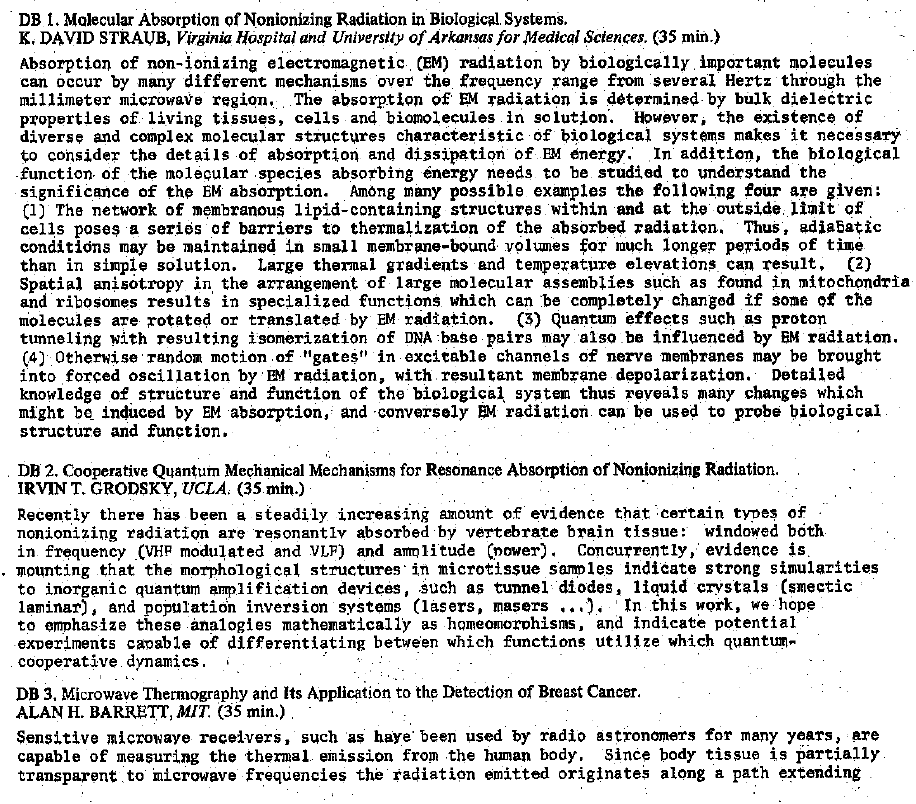 DB 1. Molecular Absorption of Nonionizing Radiation in Biological Systems.
K. DAVID STRAUB, Virginia Hospital and University of Arkansas for Medical Sciences. (35 min.)
Absorption of non-ionizing electromagnetic (EM) radiation by biologically important molecules
can occur by many different mechanisms over the frequency range from several Hertz through the
millimeter microwave region. The absorption of EM radiation is determined by bulk dielectric
properties of living tissues, cells and biomolecules in solution. However, the existence of
diverse and complex molecular structures characteristic of biological systems makes it necessary
to consider the details of absorption and dissipation of EM energy. In addition, the biological
function of the molecular species absorbing energy needs to be studied to understand the
significance of the EM absorption. Among many possible examples the following four are given:
(1) The network of membranous lipid-containing structures within and at the outside limit of
cells poses a series of barriers to thermalization of the absorbed radiation. Thus, adiabatic
conditions may be maintained in small membrane-bound volumes for much longer periods of time
than in simple solution. Large thermal gradients and temperature elevations can result. (2)
Spatial anisotropy in the arrangement of large molecular assemblies such as found in mitochondria
and ribosomes results in specialized functions which can be completely changed if some of the
molecules are rotated or translated by EM radiation. (3) Quantum effects such as proton
tunneling with resulting isomerization of DNA base pairs may also be influenced by EM radiation.
(4) Otherwise random motion of "gates" in excitable channels of nerve membranes may be brought
into forced oscillation by EM radiation, with resultant membrane depolarization. Detailed
knowledge of structure and function of the biological system thus reveals many changes which
might be induced by EM absorption, and conversely EM radiation can be used to probe biological
structure and function.
DB 2. Cooperative Quantum Mechanical Mechanisms for Resonance Absorption of Nonionizing Radiation.
IRVIN T. GRODSKY, UCLA. (35 min.)
Recently there has been a steadily increasing amount of evidence that certain types of
nonionizing radiation are resonantly absorbed by vertebrate brain tissue: windowed both
in frequency (VHF modulated and VLF) and amplitude (power). Concurrently, evidence is
mounting that the morphological structures in microtissue samples indicate strong simularities
to inorganic quantum amplification devices, such as tunnel diodes, liquid crystals (smectic
laminar), and population inversion systems (lasers, masers ...). In this work, we hope
to emphasize these analogies mathematically as homeomorphisms, and indicate potential
experiments capable of differentiating between which functions utilize which quantum-
cooperative dynamics.
DB 3. Microwave Thermography and Its Application to the Detection of Breast Cancer.
ALAN H. BARRETT, MIT. (35 min.)
Sensitive microwave receivers, such as have been used by radio astronomers for many years, are
capable of measuring the thermal emission from the human body. Since body tissue is partially
transparent to microwave frequencies the radiation emitted originates along a path extending